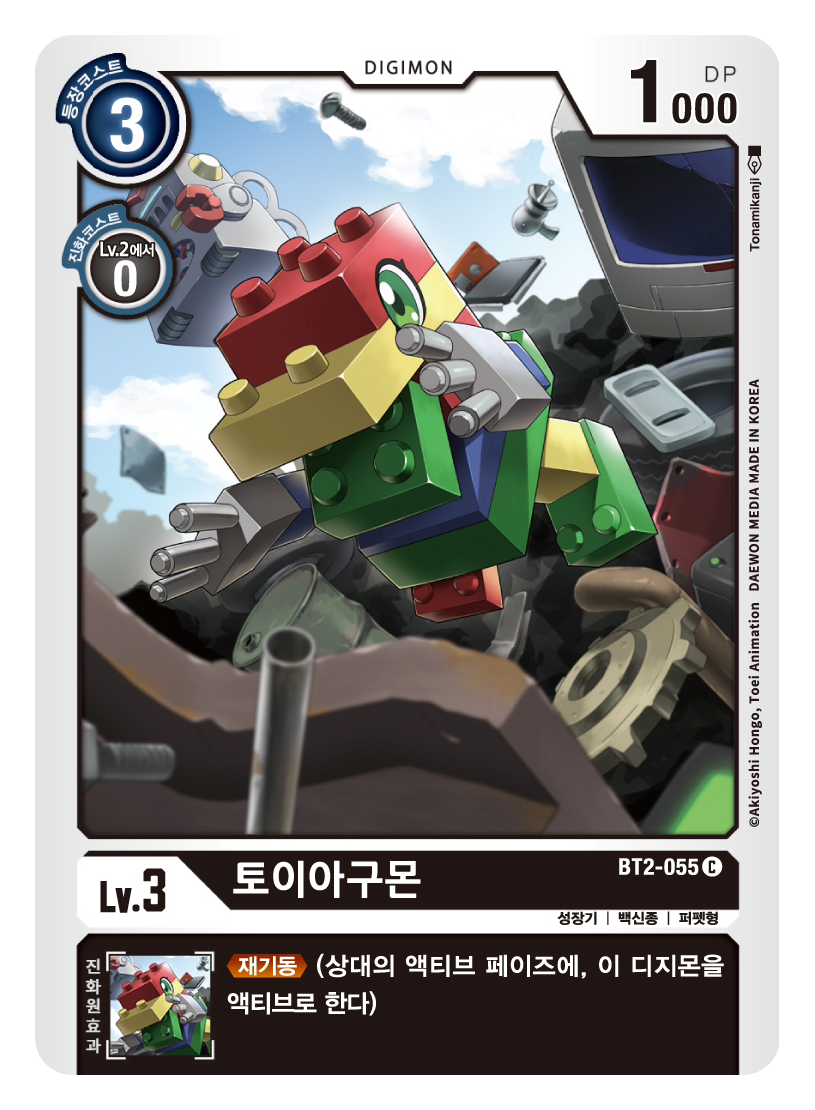 DIGIMON
등장코스트
3
DP
1000
진화코스트
Lv.2에서
0
Tonamikanji
©Akiyoshi Hongo, Toei Animation DAEWON MEDIA MADE IN KOREA
Lv.3
토이아구몬
BT2-055 C
성장기 | 백신종 | 퍼펫형
진화원효과
재기동 (상대의 액티브 페이즈에, 이 디지몬을
액티브로 한다)